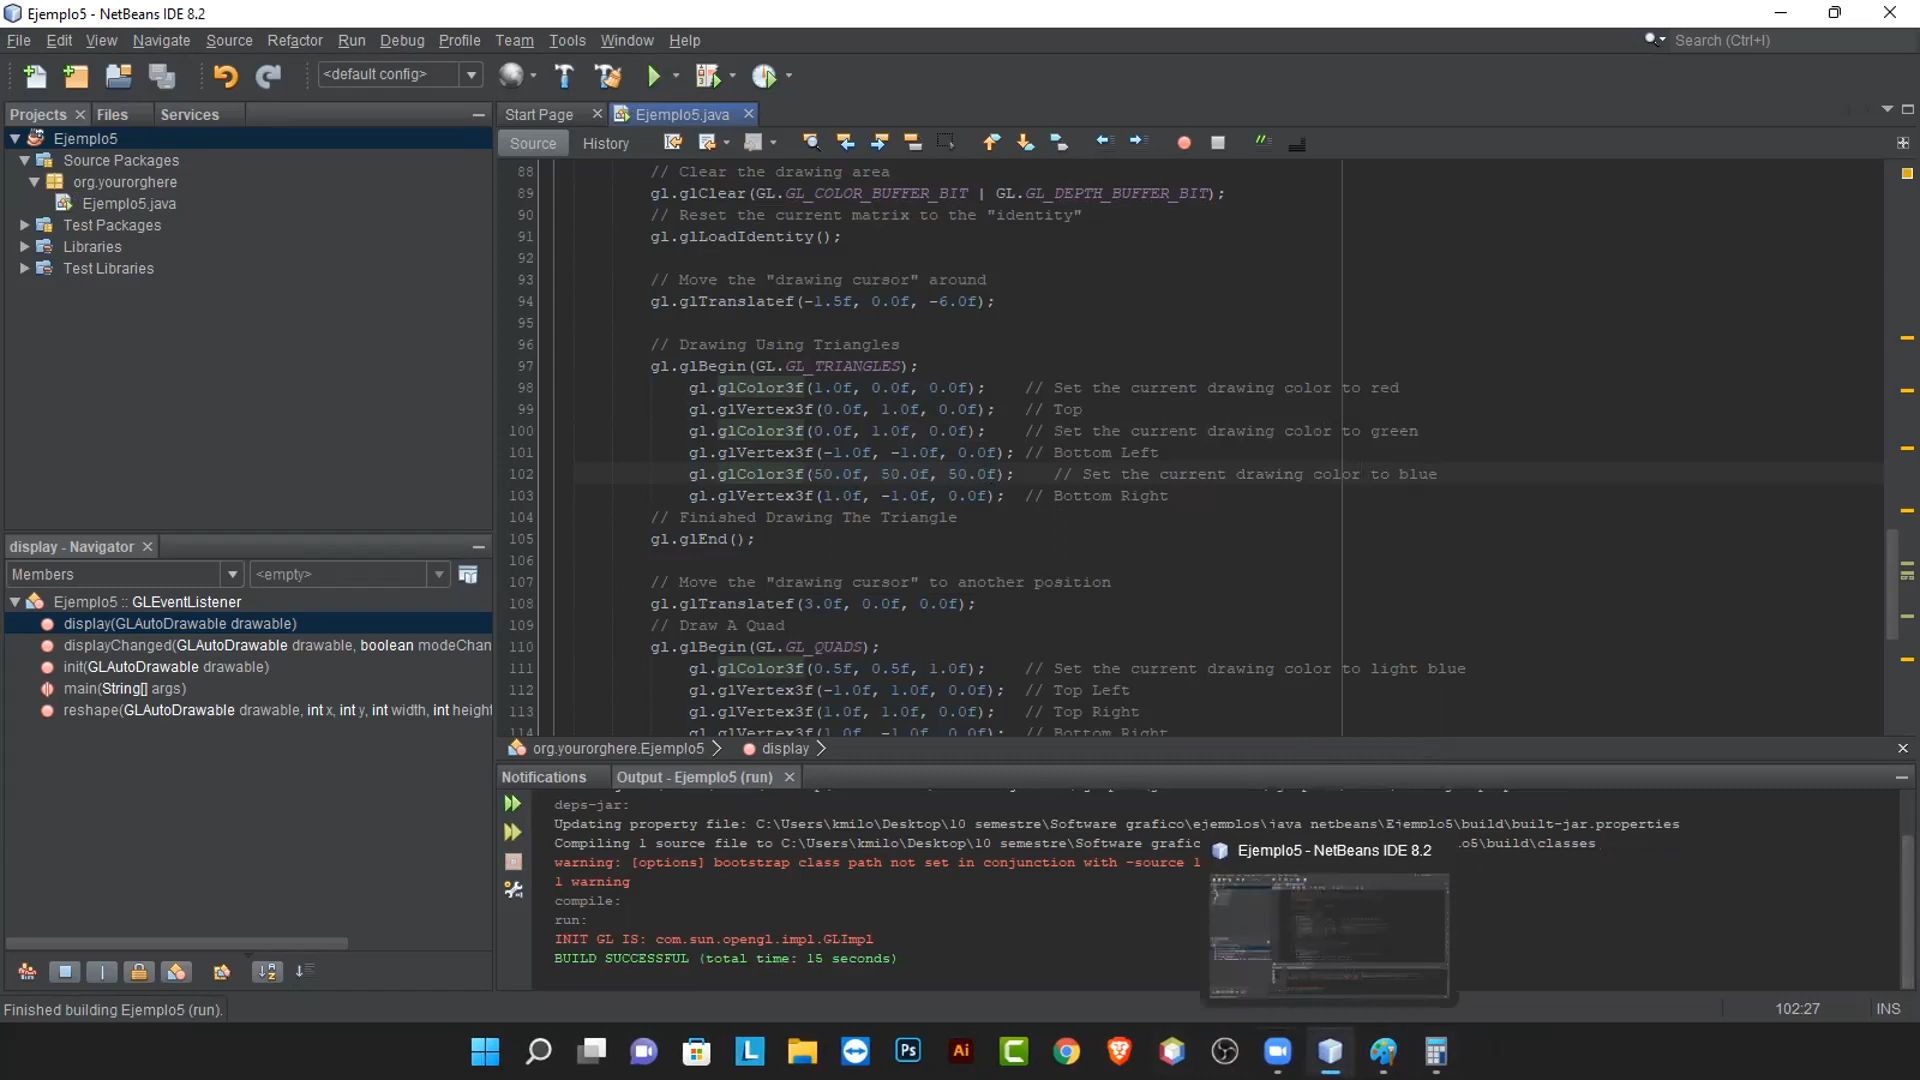 Ejemplo5 - NetBeans IDE 8.2
File Edit View Navigate Source Refactor Run Debug Profile Team Tools Window Help
Search (Ctrl+I)
<default config>
Projects Files Services
Start Page Ejemplo5.java
Source History
Ejemplo5
Source Packages
org.yourorghere
Ejemplo5.java
Test Packages
Libraries
Test Libraries
88 // Clear the drawing area
89 gl.glClear(GL.GL_COLOR_BUFFER_BIT | GL.GL_DEPTH_BUFFER_BIT);
90 // Reset the current matrix to the "identity"
91 gl.glLoadIdentity();
92
93 // Move the "drawing cursor" around
94 gl.glTranslatef(-1.5f, 0.0f, -6.0f);
95
96 // Drawing Using Triangles
97 gl.glBegin(GL.GL_TRIANGLES);
98 gl.glColor3f(1.0f, 0.0f, 0.0f); // Set the current drawing color to red
99 gl.glVertex3f(0.0f, 1.0f, 0.0f); // Top
100 gl.glColor3f(0.0f, 1.0f, 0.0f); // Set the current drawing color to green
101 gl.glVertex3f(-1.0f, -1.0f, 0.0f); // Bottom Left
102 gl.glColor3f(50.0f, 50.0f, 50.0f); // Set the current drawing color to blue
103 gl.glVertex3f(1.0f, -1.0f, 0.0f); // Bottom Right
104 // Finished Drawing The Triangle
105 gl.glEnd();
106
107 // Move the "drawing cursor" to another position
108 gl.glTranslatef(3.0f, 0.0f, 0.0f);
109 // Draw A Quad
110 gl.glBegin(GL.GL_QUADS);
111 gl.glColor3f(0.5f, 0.5f, 1.0f); // Set the current drawing color to light blue
112 gl.glVertex3f(-1.0f, 1.0f, 0.0f); // Top Left
113 gl.glVertex3f(1.0f, 1.0f, 0.0f); // Top Right
114 gl.glVertex3f(1.0f, -1.0f, 0.0f); // Bottom Right
org.yourorghere.Ejemplo5 display
display - Navigator
Members <empty>
Ejemplo5 :: GLEventListener
display(GLAutoDrawable drawable)
displayChanged(GLAutoDrawable drawable, boolean modeChan
init(GLAutoDrawable drawable)
main(String[] args)
reshape(GLAutoDrawable drawable, int x, int y, int width, int height
Notifications Output - Ejemplo5 (run)
deps-jar:
Updating property file: C:\Users\kmilo\Desktop\10 semestre\Software grafico\ejemplos\java netbeans\Ejemplo5\build\built-jar.properties
Compiling 1 source file to C:\Users\kmilo\Desktop\10 semestre\Software grafic lo5\build\classes
warning: [options] bootstrap class path not set in conjunction with -source 1
1 warning
compile:
run:
INIT GL IS: com.sun.opengl.impl.GLImpl
BUILD SUCCESSFUL (total time: 15 seconds)
Ejemplo5 - NetBeans IDE 8.2
Finished building Ejemplo5 (run).
102:27 INS
L Ps Ai C